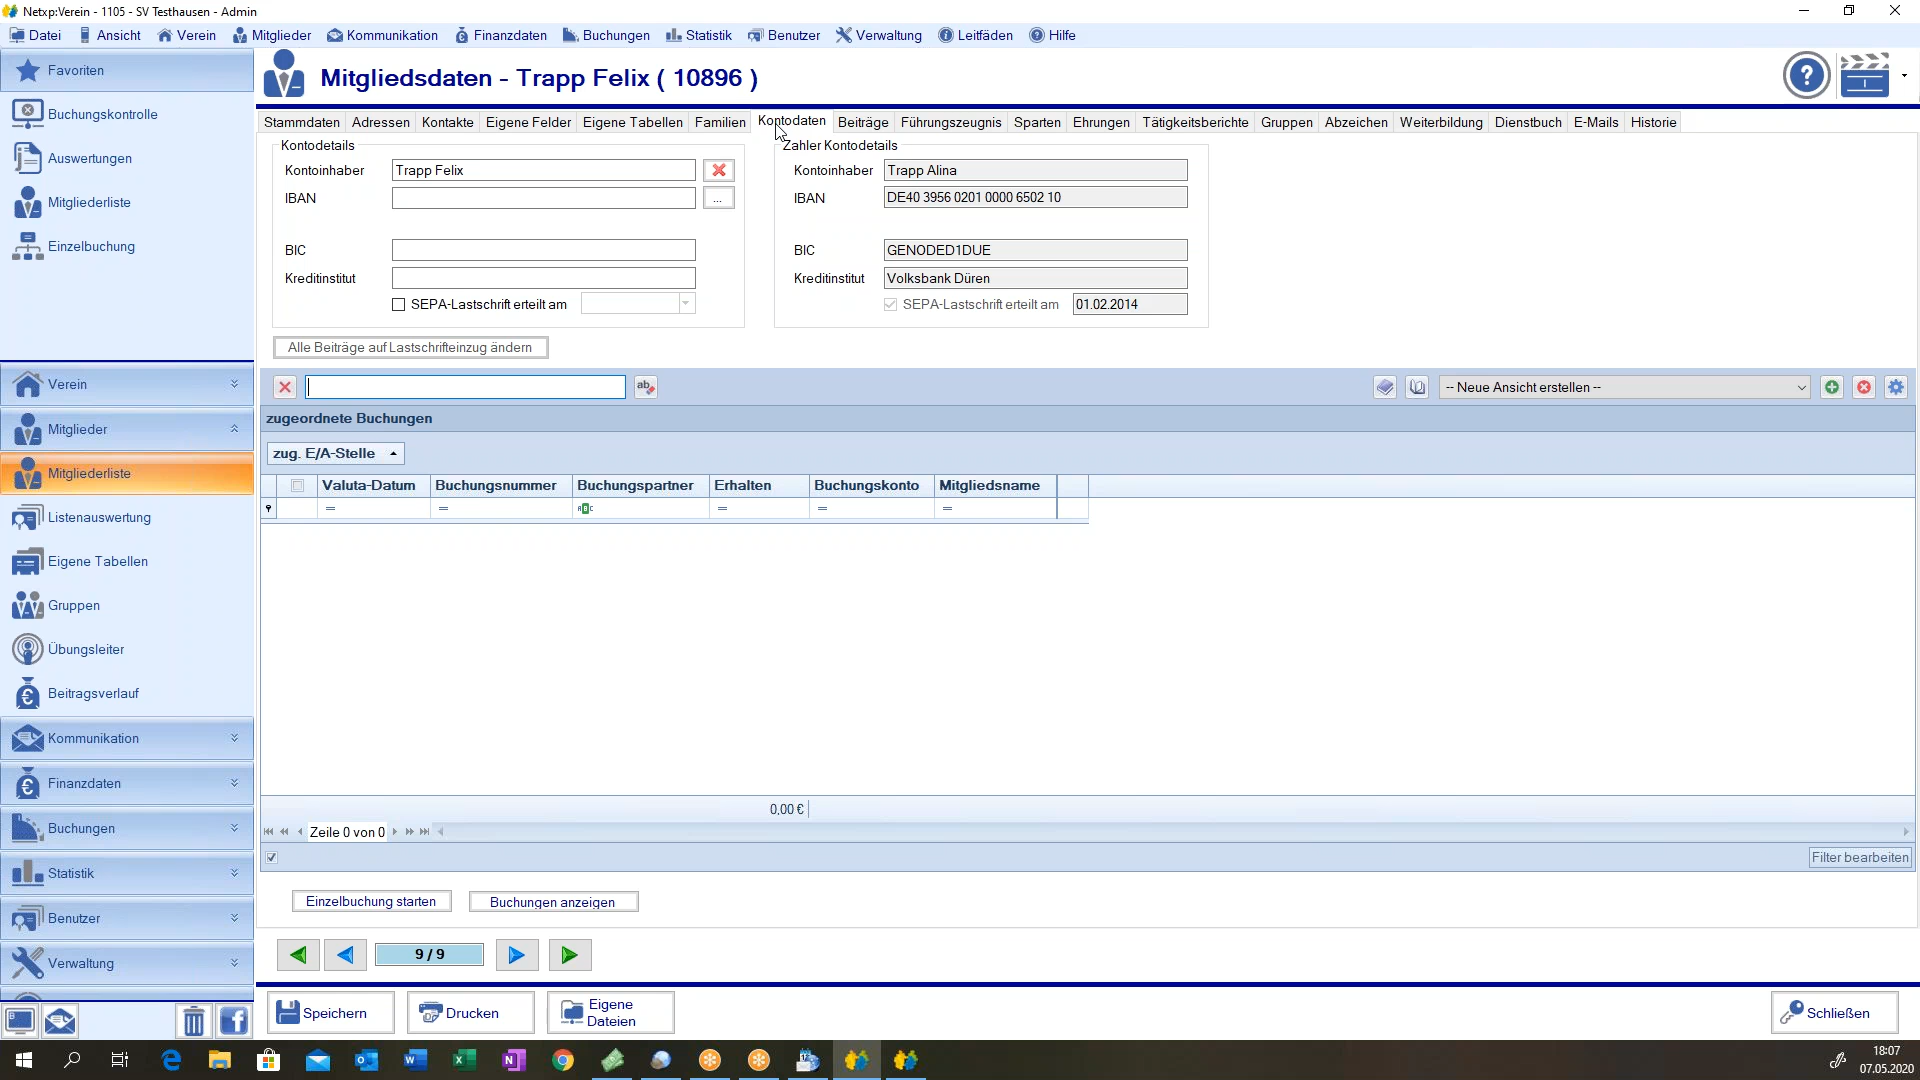 Netxp:Verein - 1105 - SV Testhausen - Admin
Datei Ansicht Verein Mitglieder Kommunikation Finanzdaten Buchungen Statistik Benutzer Verwaltung Leitfäden Hilfe
Favoriten
Buchungskontrolle
Auswertungen
Mitgliederliste
Einzelbuchung
Verein
Mitglieder
Mitgliederliste
Listenauswertung
Eigene Tabellen
Gruppen
Übungsleiter
Beitragsverlauf
Kommunikation
Finanzdaten
Buchungen
Statistik
Benutzer
Verwaltung
Mitgliedsdaten - Trapp Felix ( 10896 )
Stammdaten Adressen Kontakte Eigene Felder Eigene Tabellen Familien Kontodaten Beiträge Führungszeugnis Sparten Ehrungen Tätigkeitsberichte Gruppen Abzeichen Weiterbildung Dienstbuch E-Mails Historie
Kontodetails
Kontoinhaber Trapp Felix
IBAN ...
BIC
Kreditinstitut
SEPA-Lastschrift erteilt am
Zahler Kontodetails
Kontoinhaber Trapp Alina
IBAN DE40 3956 0201 0000 6502 10
BIC GENODED1DUE
Kreditinstitut Volksbank Düren
SEPA-Lastschrift erteilt am 01.02.2014
Alle Beiträge auf Lastschrifteinzug ändern
-- Neue Ansicht erstellen --
zugeordnete Buchungen
zug. E/A-Stelle
Valuta-Datum Buchungsnummer Buchungspartner Erhalten Buchungskonto Mitgliedsname
= = ABC = = =
0,00 €
Zeile 0 von 0
Filter bearbeiten
Einzelbuchung starten Buchungen anzeigen
9 / 9
Speichern Drucken Eigene Dateien Schließen
18:07
07.05.2020